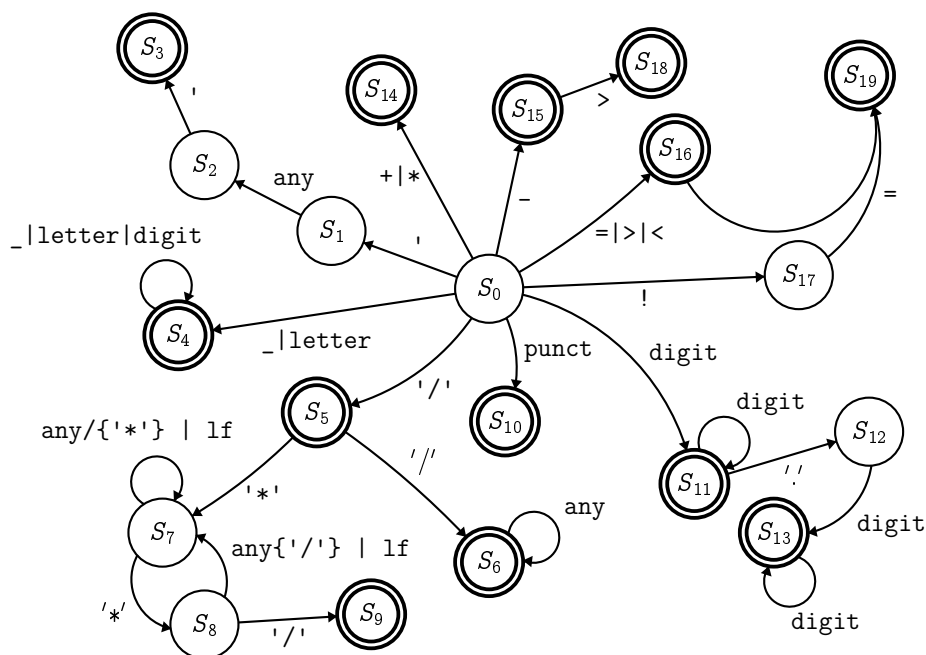 S3
S14
S15
S18
S19
'
>
S2
S16
any
+|*
-
=
_|letter|digit
S1
'
=|>|<
S17
S0
!
S4
_|letter
punct
digit
'/'
S5
S10
digit
S12
any/{'*'} | lf
'/'
S11
'.'
'*'
any
S7
S13
digit
any{'/'} | lf
S6
'*'
S8
'/'
S9
digit